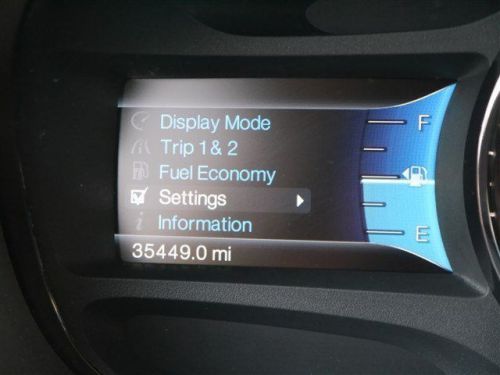 Display Mode
Trip 1 & 2
Fuel Economy
Settings
Information
35449.0 mi
F
E